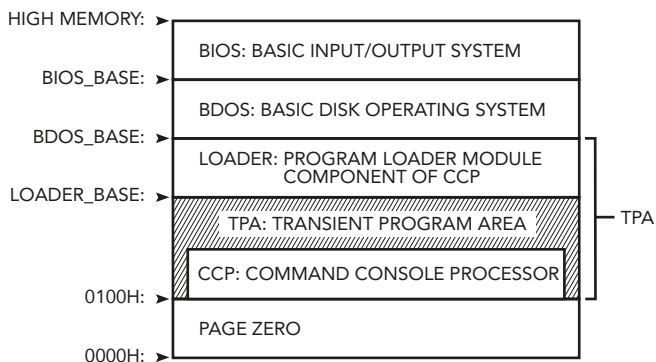 HIGH MEMORY:
BIOS: BASIC INPUT/OUTPUT SYSTEM
BIOS_BASE:
BDOS: BASIC DISK OPERATING SYSTEM
BDOS_BASE:
LOADER: PROGRAM LOADER MODULE
COMPONENT OF CCP
LOADER_BASE:
TPA: TRANSIENT PROGRAM AREA
TPA
CCP: COMMAND CONSOLE PROCESSOR
0100H:
PAGE ZERO
0000H: